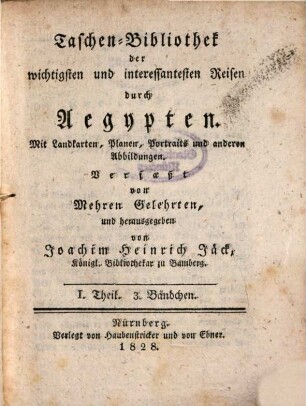 Taschen-Bibliothek
der
wichtigsten und interessantesten Reisen
durch
Aegypten.
Mit Landkarten, Planen, Portraits und anderen
Abbildungen.
Verfaßt
von
Mehren Gelehrten,
und herausgegeben
von
Joachim Heinrich Jäck,
Königl. Bibliothekar zu Bamberg.
I. Theil. 3. Bändchen.
Nürnberg.
Verlegt von Haubenstricker und von Ebner.
1828.